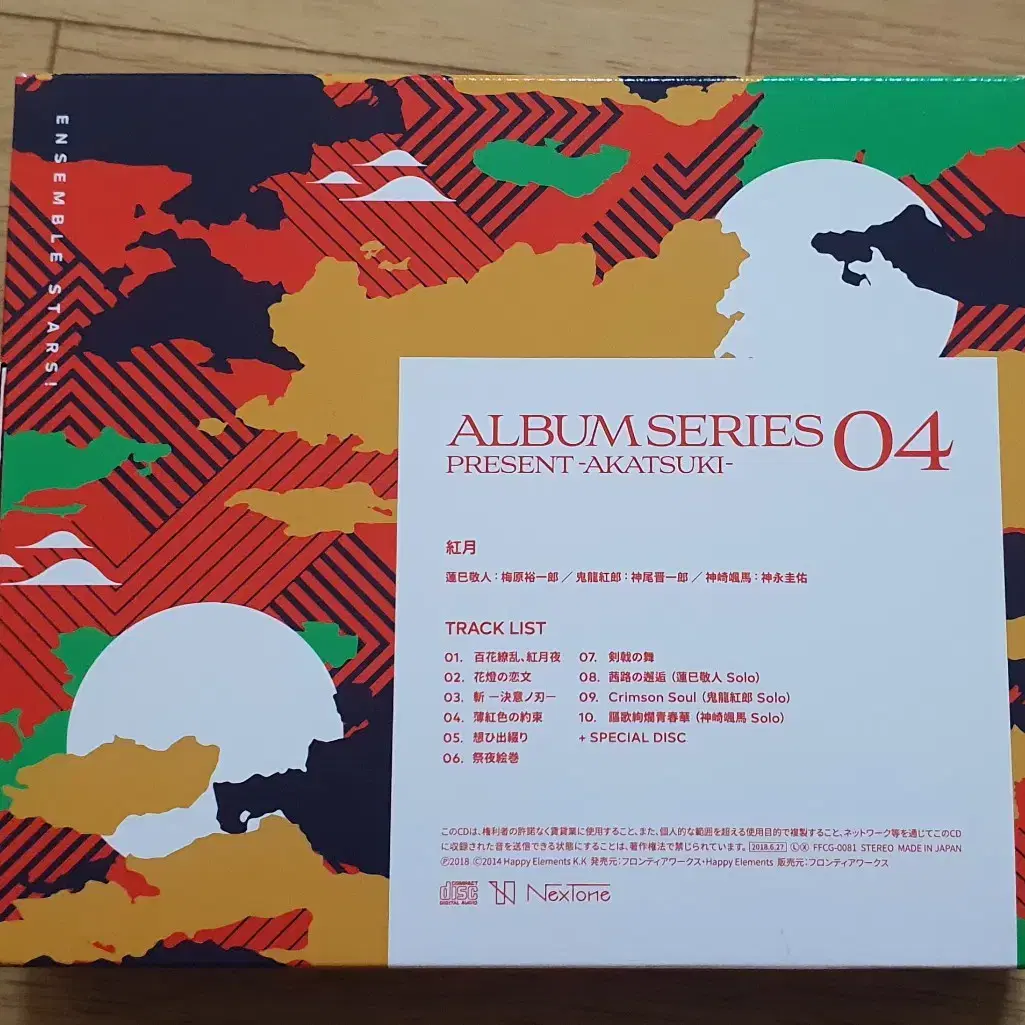 ENSEMBLE STARS!
ALBUM SERIES 04
PRESENT -AKATSUKI-
紅月
蓮巳敬人：梅原裕一郎 ／ 鬼龍紅郎：神尾晋一郎 ／ 神崎颯馬：神永圭佑
TRACK LIST
01. 百花繚乱、紅月夜
02. 花燈の恋文
03. 斬 ―決意ノ刃―
04. 薄紅色の約束
05. 想ひ出綴り
06. 祭夜絵巻
07. 剣戟の舞
08. 茜路の邂逅（蓮巳敬人 Solo）
09. Crimson Soul（鬼龍紅郎 Solo）
10. 謳歌絢爛青春華（神崎颯馬 Solo）
+ SPECIAL DISC
このCDは、権利者の許諾なく賃貸業に使用すること、また、個人的な範囲を超える使用目的で複製すること、ネットワーク等を通じてこのCD
に収録された音を送信できる状態にすることは、著作権法で禁じられています。 2018.6.27 Ⓛ Ⓧ FFCG-0081 STEREO MADE IN JAPAN
Ⓟ2018 ©2014 Happy Elements K.K 発売元：フロンティアワークス・Happy Elements 販売元：フロンティアワークス
COMPACT disc DIGITAL AUDIO NexTone